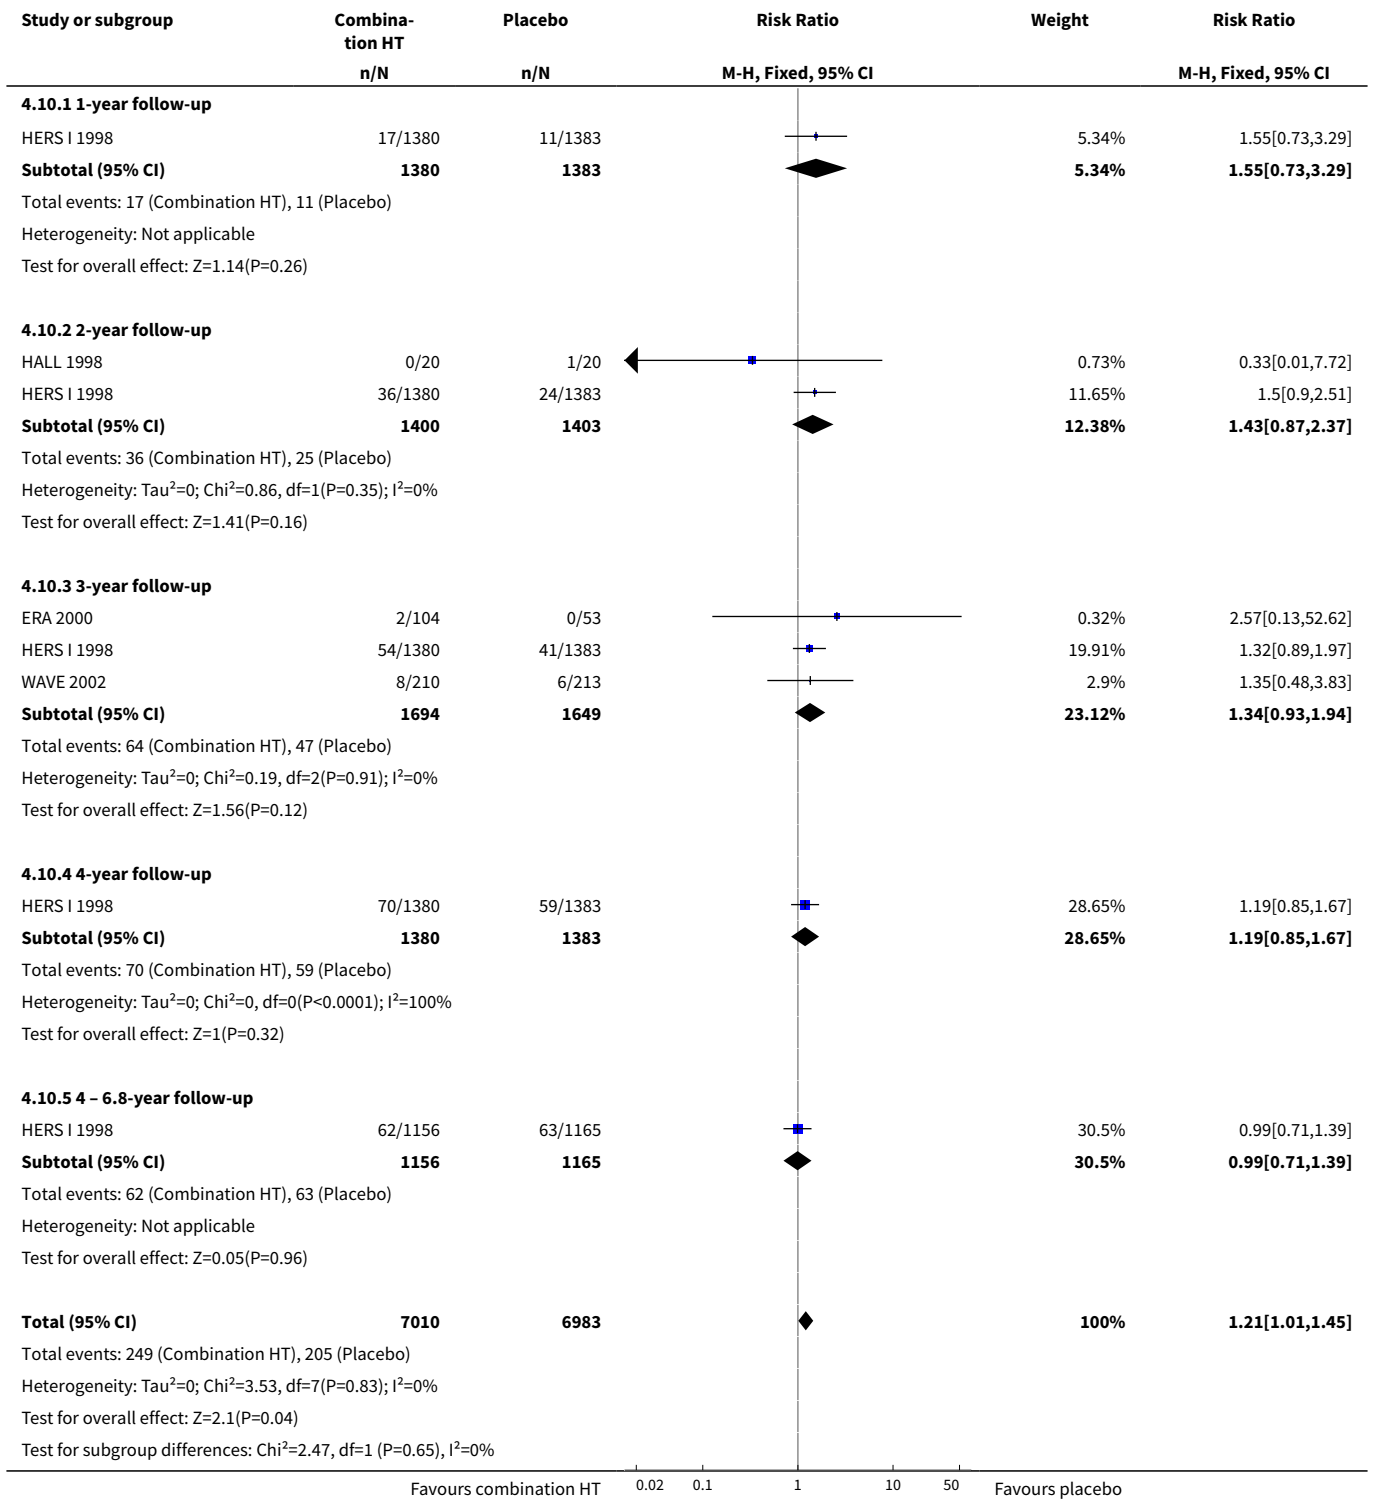 Study or subgroup Combina- Placebo Risk Ratio Weight Risk Ratio
tion HT
n/N n/N M-H, Fixed, 95% CI M-H, Fixed, 95% CI
4.10.1 1-year follow-up
HERS I 1998 17/1380 11/1383 5.34% 1.55[0.73,3.29]
Subtotal (95% CI) 1380 1383 5.34% 1.55[0.73,3.29]
Total events: 17 (Combination HT), 11 (Placebo)
Heterogeneity: Not applicable
Test for overall effect: Z=1.14(P=0.26)
4.10.2 2-year follow-up
HALL 1998 0/20 1/20 0.73% 0.33[0.01,7.72]
HERS I 1998 36/1380 24/1383 11.65% 1.5[0.9,2.51]
Subtotal (95% CI) 1400 1403 12.38% 1.43[0.87,2.37]
Total events: 36 (Combination HT), 25 (Placebo)
Heterogeneity: Tau²=0; Chi²=0.86, df=1(P=0.35); I²=0%
Test for overall effect: Z=1.41(P=0.16)
4.10.3 3-year follow-up
ERA 2000 2/104 0/53 0.32% 2.57[0.13,52.62]
HERS I 1998 54/1380 41/1383 19.91% 1.32[0.89,1.97]
WAVE 2002 8/210 6/213 2.9% 1.35[0.48,3.83]
Subtotal (95% CI) 1694 1649 23.12% 1.34[0.93,1.94]
Total events: 64 (Combination HT), 47 (Placebo)
Heterogeneity: Tau²=0; Chi²=0.19, df=2(P=0.91); I²=0%
Test for overall effect: Z=1.56(P=0.12)
4.10.4 4-year follow-up
HERS I 1998 70/1380 59/1383 28.65% 1.19[0.85,1.67]
Subtotal (95% CI) 1380 1383 28.65% 1.19[0.85,1.67]
Total events: 70 (Combination HT), 59 (Placebo)
Heterogeneity: Tau²=0; Chi²=0, df=0(P<0.0001); I²=100%
Test for overall effect: Z=1(P=0.32)
4.10.5 4 – 6.8-year follow-up
HERS I 1998 62/1156 63/1165 30.5% 0.99[0.71,1.39]
Subtotal (95% CI) 1156 1165 30.5% 0.99[0.71,1.39]
Total events: 62 (Combination HT), 63 (Placebo)
Heterogeneity: Not applicable
Test for overall effect: Z=0.05(P=0.96)
Total (95% CI) 7010 6983 100% 1.21[1.01,1.45]
Total events: 249 (Combination HT), 205 (Placebo)
Heterogeneity: Tau²=0; Chi²=3.53, df=7(P=0.83); I²=0%
Test for overall effect: Z=2.1(P=0.04)
Test for subgroup differences: Chi²=2.47, df=1 (P=0.65), I²=0%
Favours combination HT 0.02 0.1 1 10 50 Favours placebo